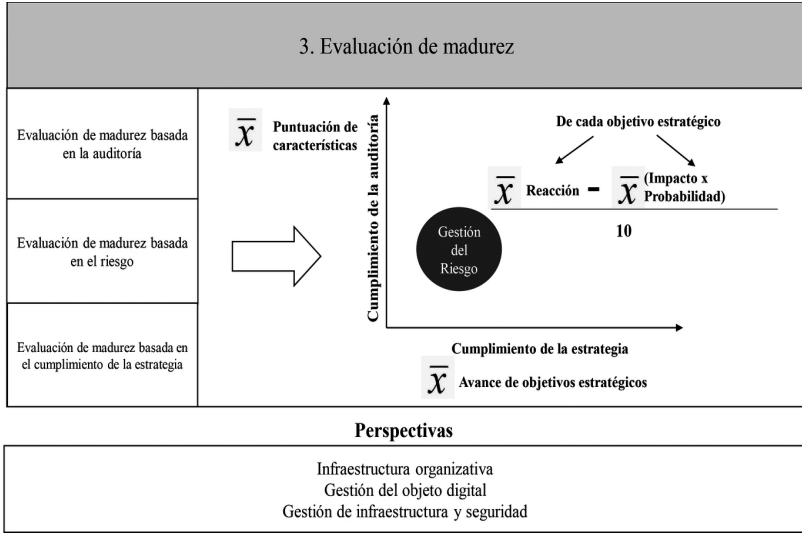 3. Evaluación de madurez
Evaluación de madurez basada
en la auditoría
Evaluación de madurez basada
en el riesgo
Evaluación de madurez basada en
el cumplimiento de la estrategia
x̅ Puntuación de
características
Cumplimiento de la auditoría
De cada objetivo estratégico
x̅ Reacción – x̅ (Impacto x
Probabilidad)
10
Gestión
del
Riesgo
Cumplimiento de la estrategia
x̅ Avance de objetivos estratégicos
Perspectivas
Infraestructura organizativa
Gestión del objeto digital
Gestión de infraestructura y seguridad